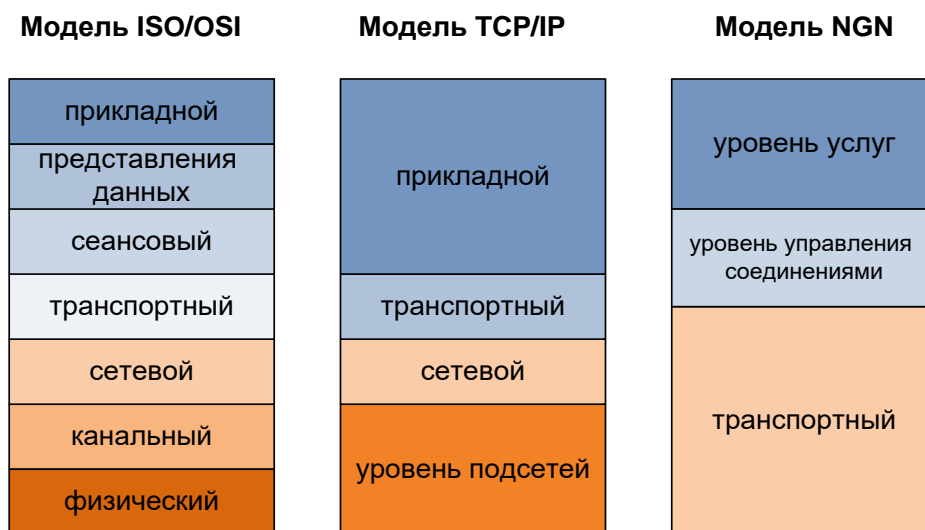 Модель ISO/OSI
прикладной
представления
данных
сеансовый
транспортный
сетевой
канальный
физический
Модель TCP/IP
прикладной
транспортный
сетевой
уровень подсетей
Модель NGN
уровень услуг
уровень управления
соединениями
транспортный